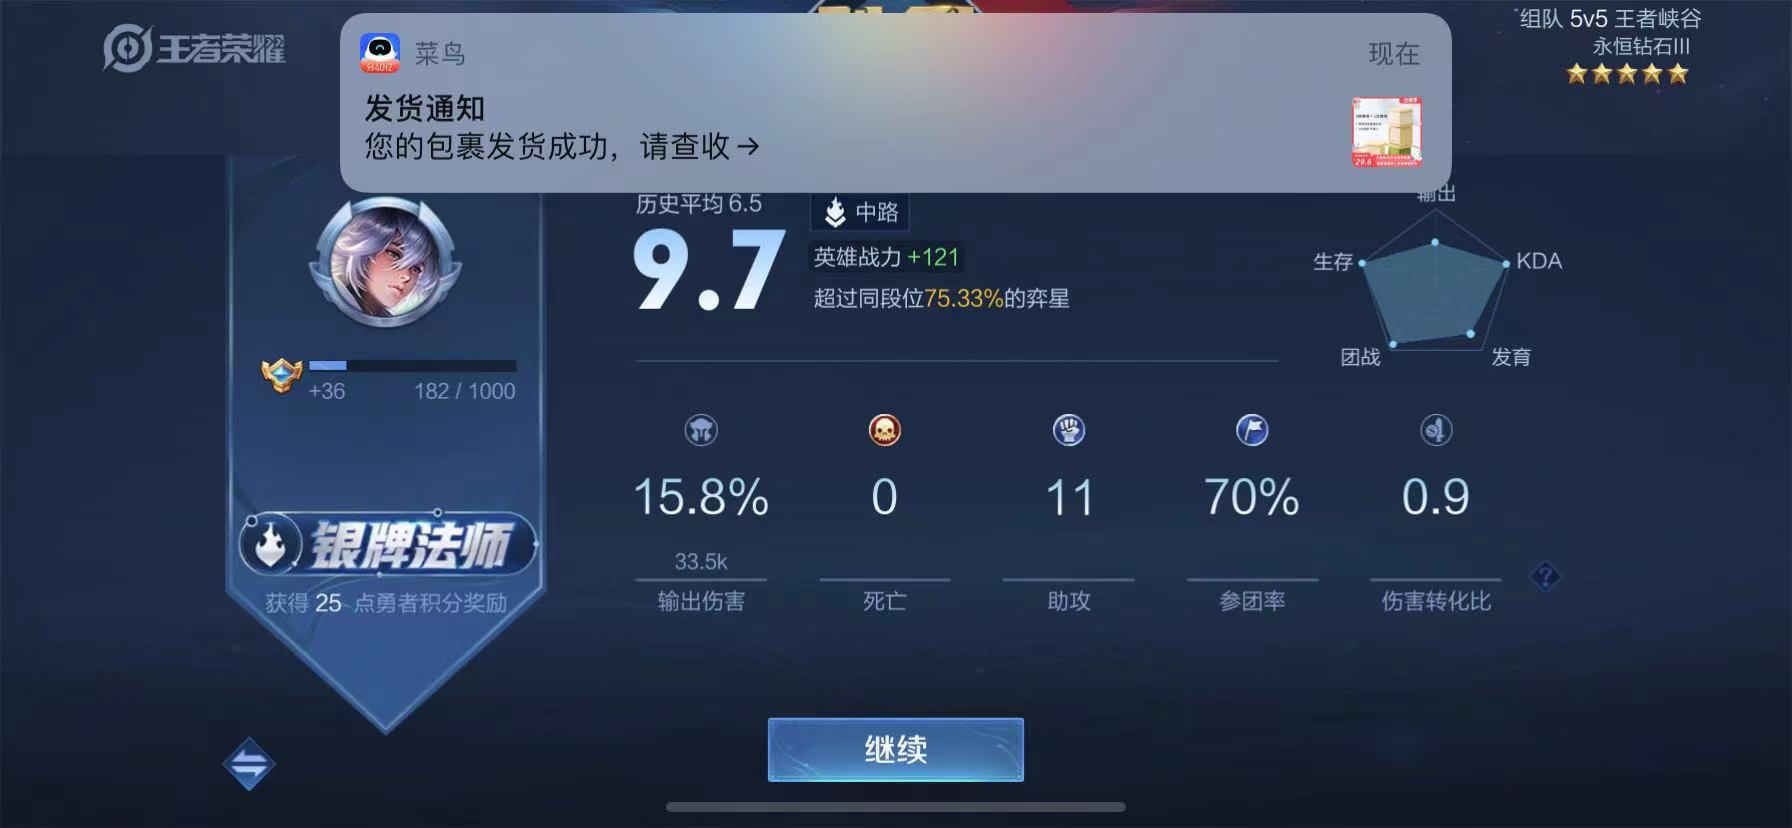 王者荣耀
组队 5v5 王者峡谷
永恒钻石III
菜鸟
现在
发货通知
您的包裹发货成功，请查收→
29.8
历史平均 6.5
9.7
中路
英雄战力 +121
超过同段位75.33%的弈星
输出
生存
KDA
团战
发育
+36
182 / 1000
银牌法师
获得 25 点勇者积分奖励
15.8%
0
11
70%
0.9
33.5k
输出伤害
死亡
助攻
参团率
伤害转化比
?
继续